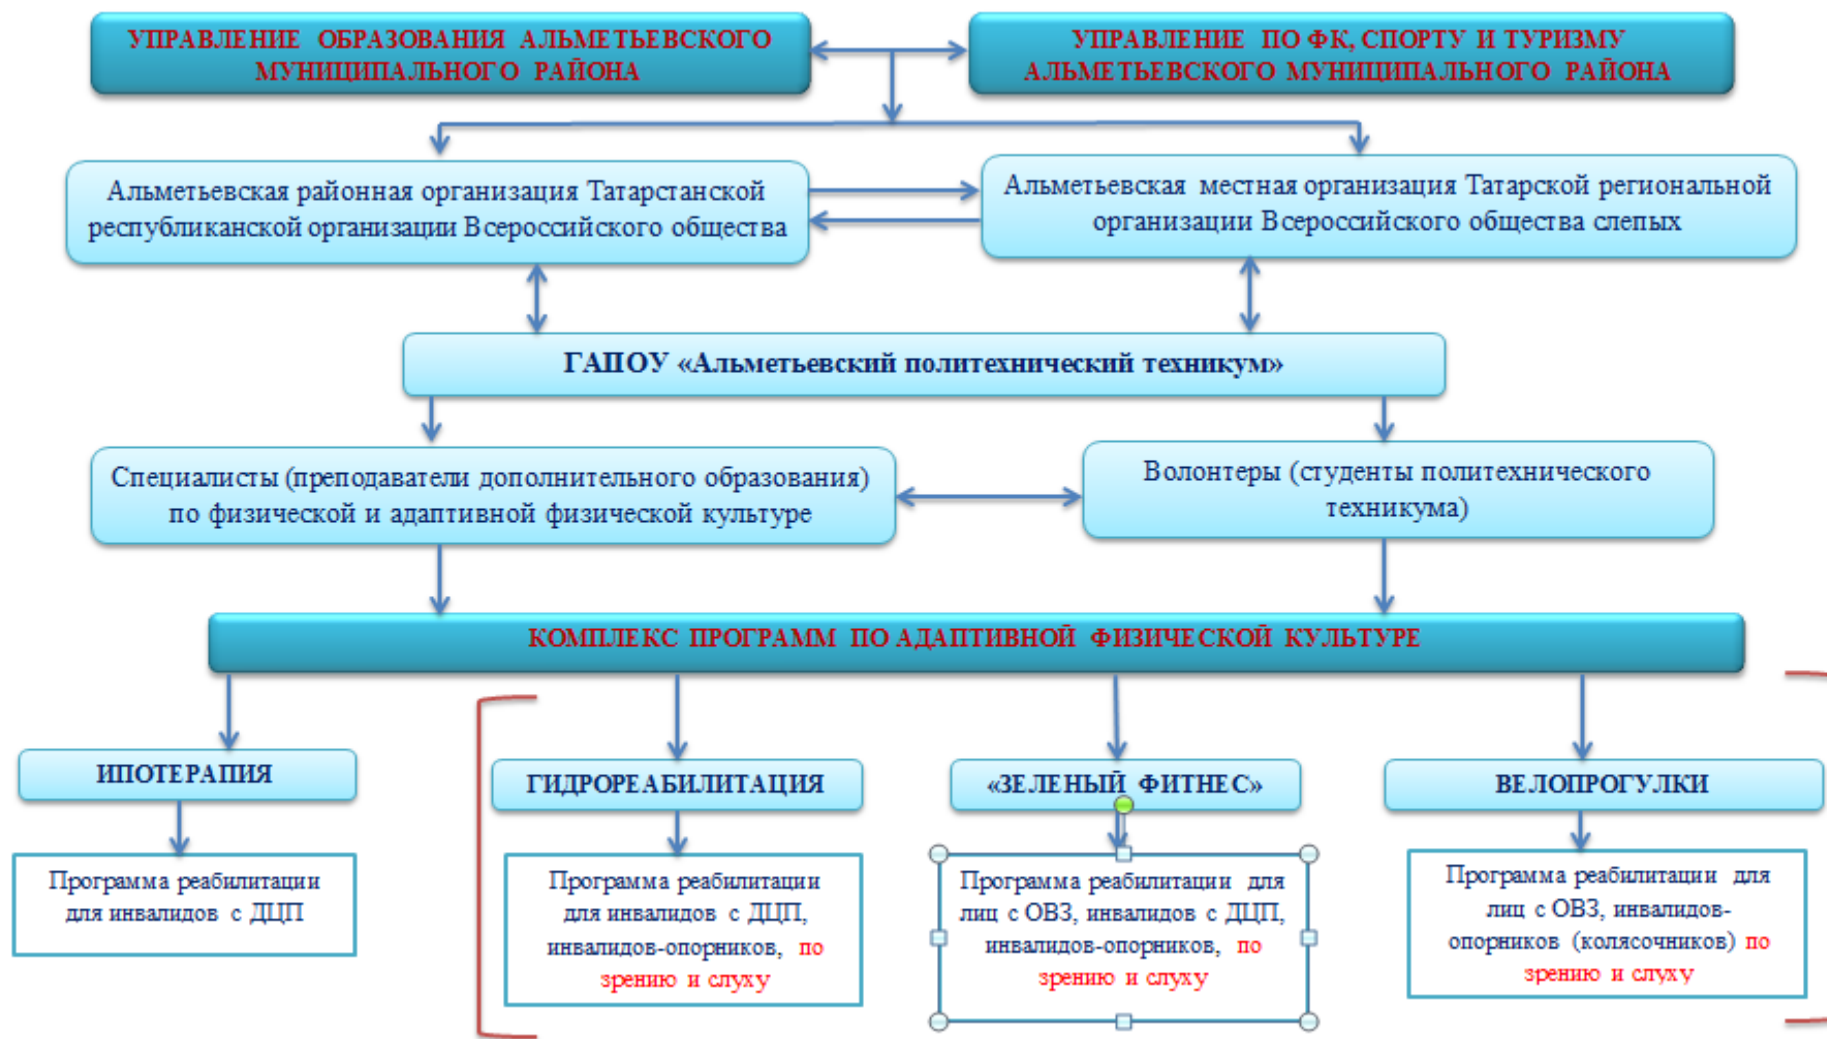 УПРАВЛЕНИЕ ОБРАЗОВАНИЯ АЛЬМЕТЬЕВСКОГО
МУНИЦИПАЛЬНОГО РАЙОНА
УПРАВЛЕНИЕ ПО ФК, СПОРТУ И ТУРИЗМУ
АЛЬМЕТЬЕВСКОГО МУНИЦИПАЛЬНОГО РАЙОНА
Альметьевская районная организация Татарстанской
республиканской организации Всероссийского общества
Альметьевская местная организация Татарской региональной
организации Всероссийского общества слепых
ГАПОУ «Альметьевский политехнический техникум»
Специалисты (преподаватели дополнительного образования)
по физической и адаптивной физической культуре
Волонтеры (студенты политехнического
техникума)
КОМПЛЕКС ПРОГРАММ ПО АДАПТИВНОЙ ФИЗИЧЕСКОЙ КУЛЬТУРЕ
ИПОТЕРАПИЯ
ГИДРОРЕАБИЛИТАЦИЯ
«ЗЕЛЕНЫЙ ФИТНЕС»
ВЕЛОПРОГУЛКИ
Программа реабилитации
для инвалидов с ДЦП
Программа реабилитации
для инвалидов с ДЦП,
инвалидов-опорников, по
зрению и слуху
Программа реабилитации для
лиц с ОВЗ, инвалидов с ДЦП,
инвалидов-опорников, по
зрению и слуху
Программа реабилитации для
лиц с ОВЗ, инвалидов-
опорников (колясочников) по
зрению и слуху